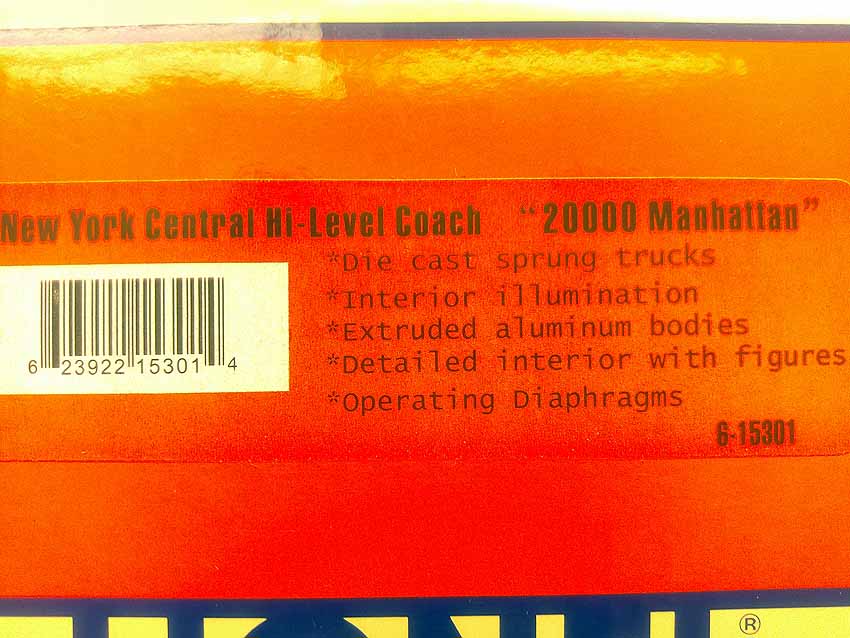 New York Central Hi-Level Coach “20000 Manhattan”
*Die cast sprung trucks
*Interior illumination
*Extruded aluminum bodies
*Detailed interior with figures
*Operating Diaphragms
6 23922 15301 4
6-15301
®